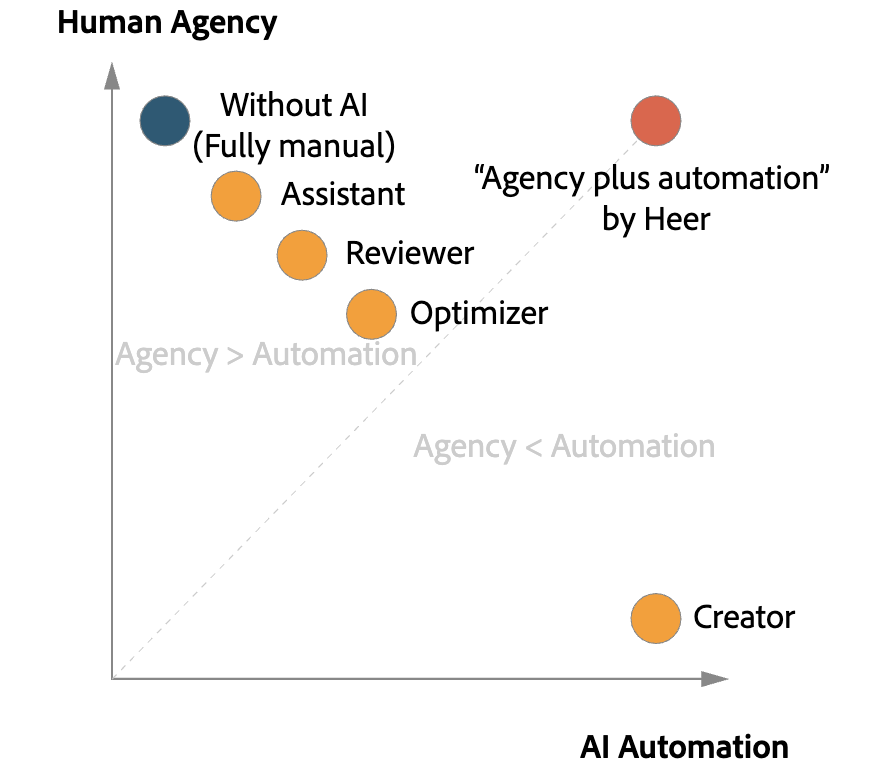 Human Agency
Without AI
(Fully manual)
Assistant
“Agency plus automation”
by Heer
Reviewer
Optimizer
Agency > Automation
Agency < Automation
Creator
AI Automation